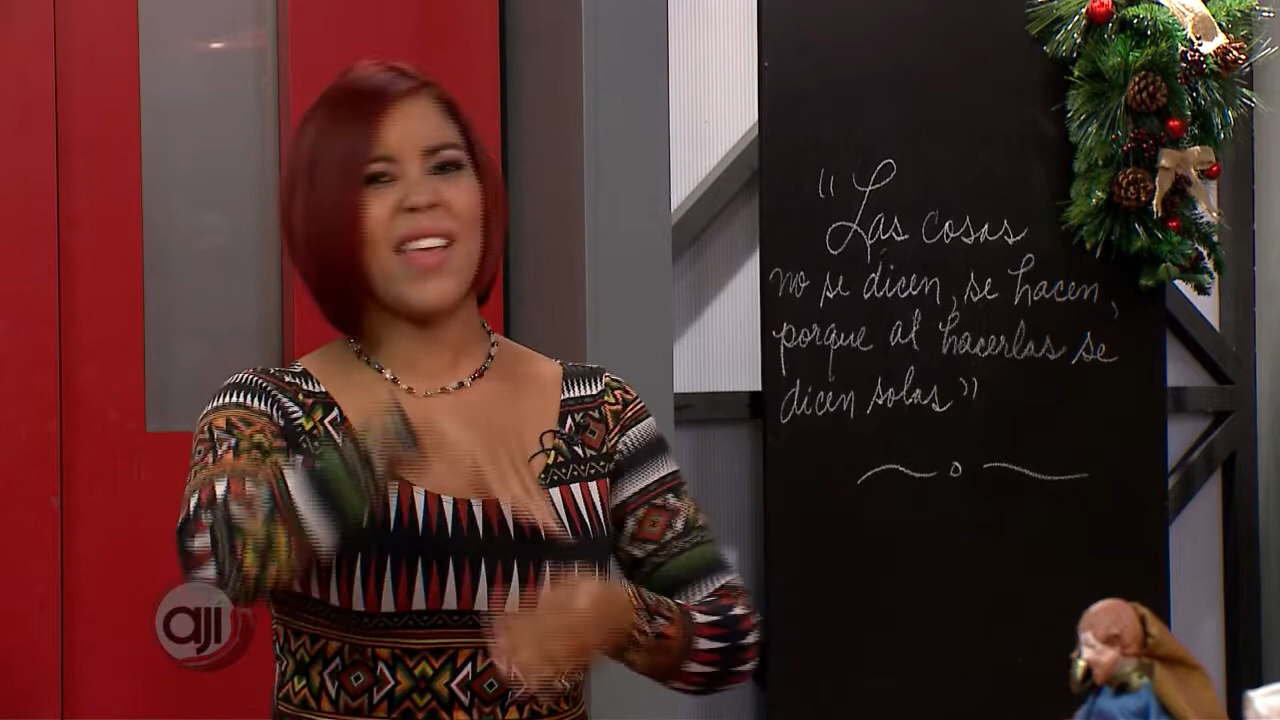 "Las cosas
no se dicen, se hacen,
porque al hacerlas se
dicen solas"
aji